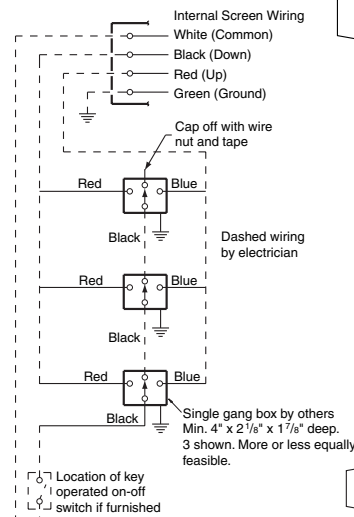 Internal Screen Wiring
White (Common)
Black (Down)
Red (Up)
Green (Ground)
Cap off with wire
nut and tape
Red
Blue
Black
Dashed wiring
by electrician
Red
Blue
Black
Red
Blue
Black
Single gang box by others
Min. 4" x 2 1/8" x 1 7/8" deep.
3 shown. More or less equally
feasible.
Location of key
operated on-off
switch if furnished